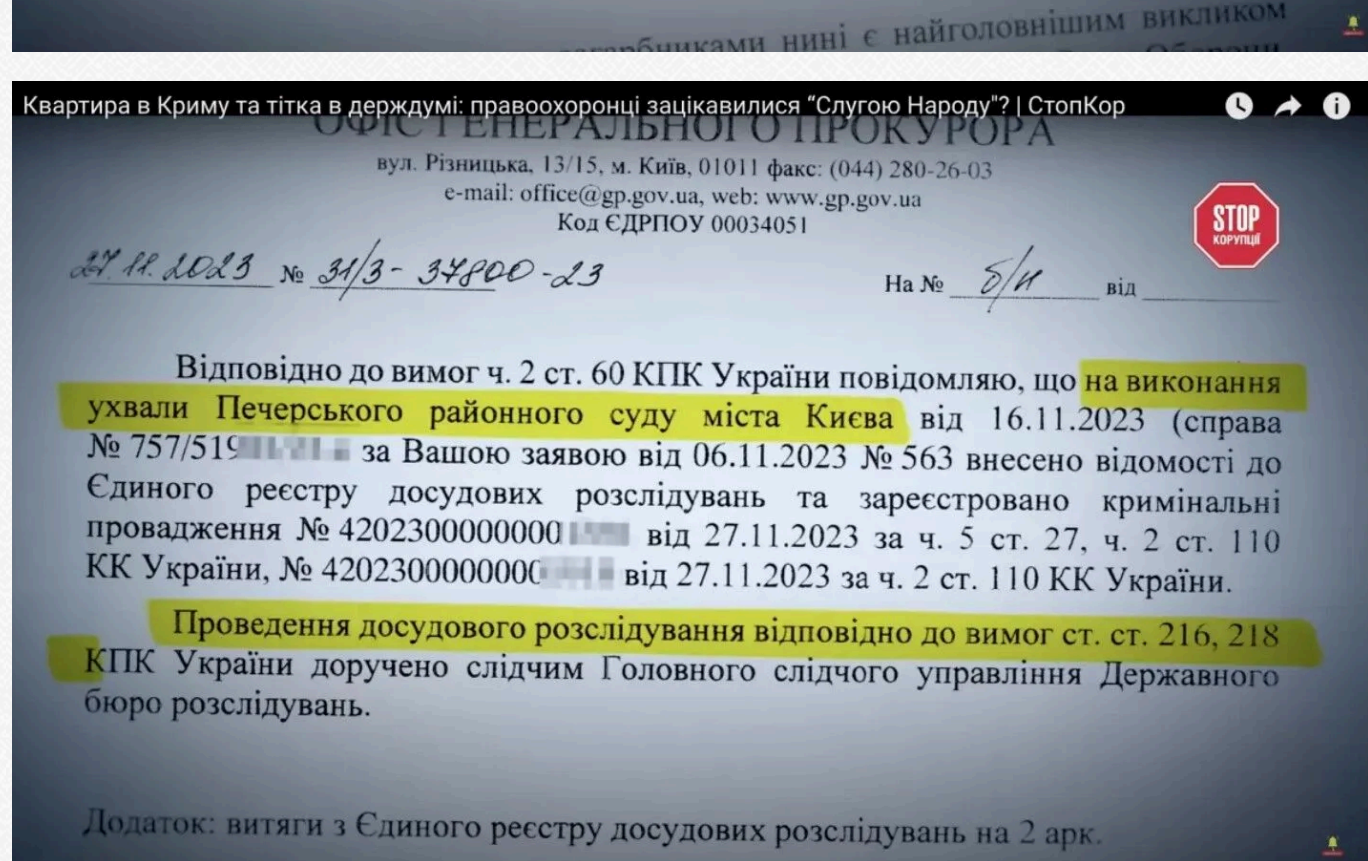 загарбниками нині є найголовнішим викликом
Квартира в Криму та тітка в держдумі: правоохоронці зацікавилися “Слугою Народу"? | СтопКор
ОФІС ГЕНЕРАЛЬНОГО ПРОКУРОРА
вул. Різницька, 13/15, м. Київ, 01011 факс: (044) 280-26-03
e-mail: office@gp.gov.ua, web: www.gp.gov.ua
Код ЄДРПОУ 00034051
STOP
КОРУПЦІЇ
27.11.2023 № 31/3-37800-23 На № б/н від
Відповідно до вимог ч. 2 ст. 60 КПК України повідомляю, що на виконання
ухвали Печерського районного суду міста Києва від 16.11.2023 (справа
№ 757/519 за Вашою заявою від 06.11.2023 № 563 внесено відомості до
Єдиного реєстру досудових розслідувань та зареєстровано кримінальні
провадження № 4202300000000 від 27.11.2023 за ч. 5 ст. 27, ч. 2 ст. 110
КК України, № 420230000000 від 27.11.2023 за ч. 2 ст. 110 КК України.
Проведення досудового розслідування відповідно до вимог ст. ст. 216, 218
КПК України доручено слідчим Головного слідчого управління Державного
бюро розслідувань.
Додаток: витяги з Єдиного реєстру досудових розслідувань на 2 арк.